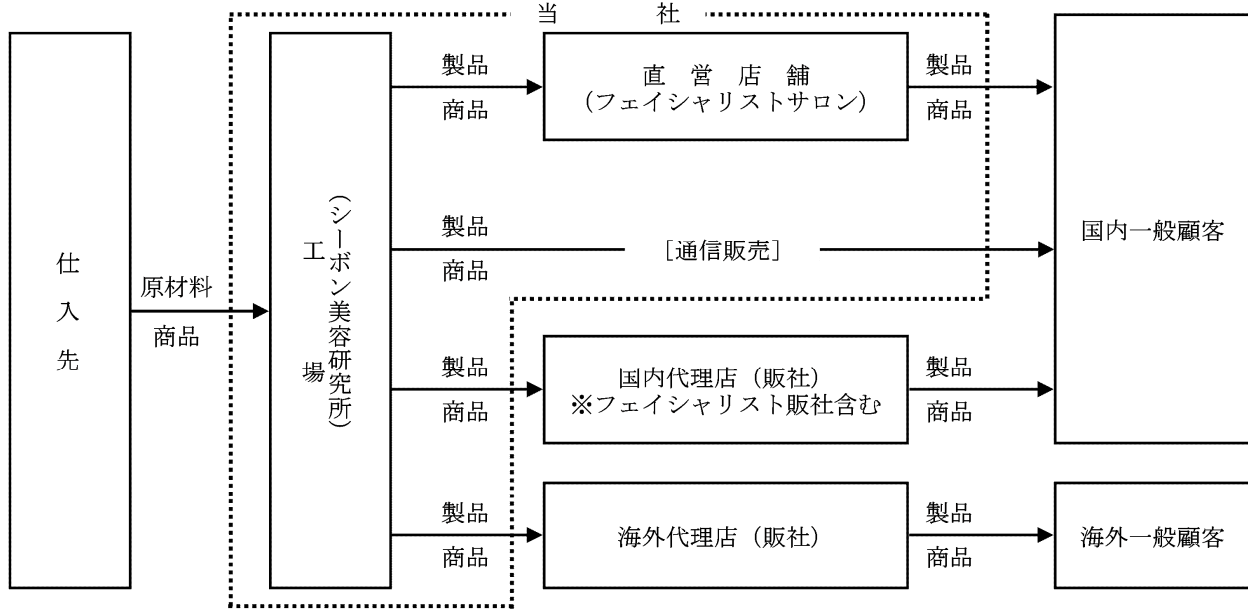 当　　　社
仕入先
原材料
商品
工　場
（シーボン美容研究所）
製品
商品
直　営　店　舗
（フェイシャリストサロン）
製品
商品
製品
商品
［通信販売］
国内一般顧客
製品
商品
国内代理店（販社）
※フェイシャリスト販社含む
製品
商品
製品
商品
海外代理店（販社）
製品
商品
海外一般顧客